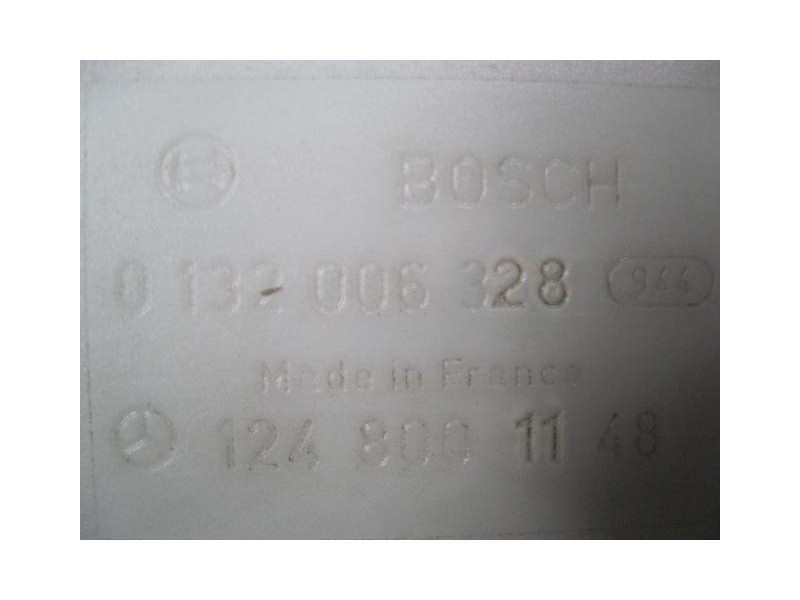 BOSCH
0 132 006 328 944
Made in France
124 800 11 48